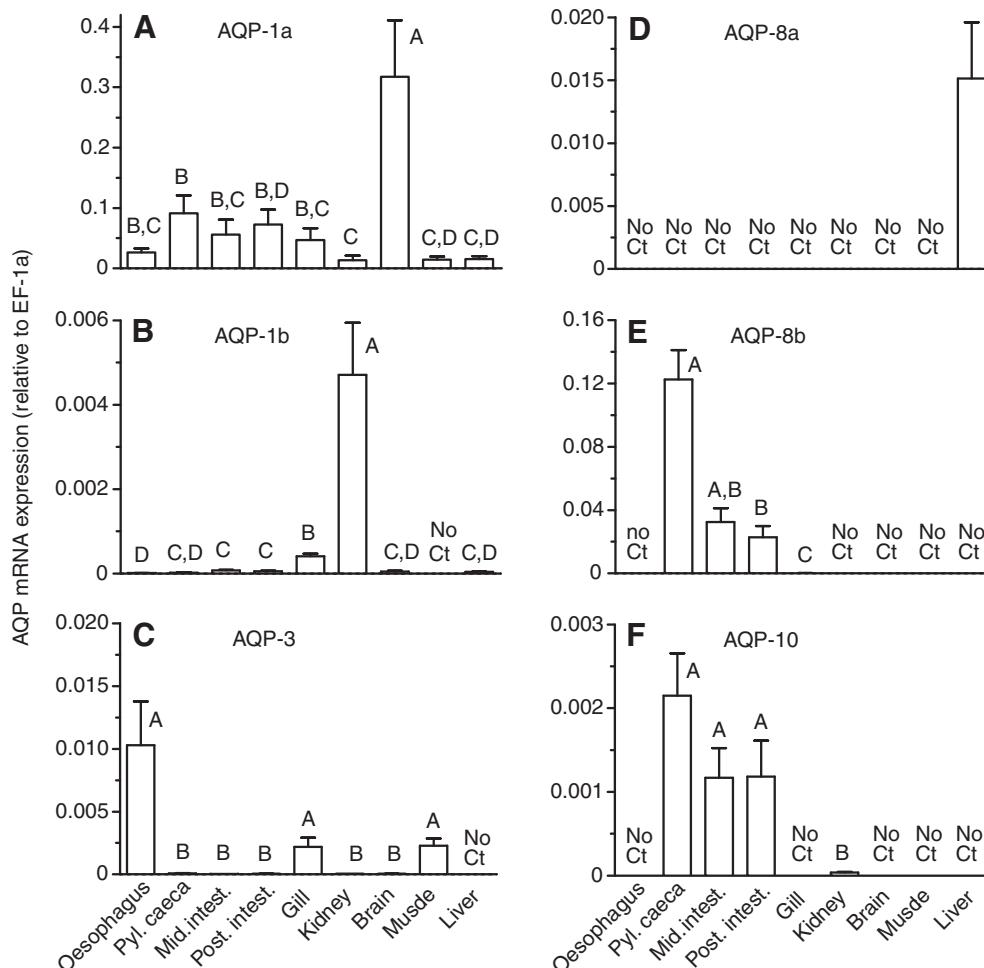 AQP mRNA expression (relative to EF-1a)
A
AQP-1a
0.4
0.3
0.2
0.1
0
B,C
B
B,C
B,D
B,C
C
A
C,D
C,D
B
AQP-1b
0.006
0.004
0.002
0
D
C,D
C
C
B
A
C,D
No
Ct
C,D
C
AQP-3
0.020
0.015
0.010
0.005
0
A
B
B
B
A
B
B
A
No
Ct
Oesophagus
Pyl. caeca
Mid. intest.
Post. intest.
Gill
Kidney
Brain
Musde
Liver
D
AQP-8a
0.020
0.015
0.010
0.005
0
No No No No No No No No
Ct Ct Ct Ct Ct Ct Ct Ct
E
AQP-8b
0.16
0.12
0.08
0.04
0
no
Ct
A
A,B
B
C
No No No No
Ct Ct Ct Ct
F
AQP-10
0.003
0.002
0.001
0
No
Ct
A
A
A
No
Ct
B
No No No
Ct Ct Ct
Oesophagus
Pyl. caeca
Mid. intest.
Post. intest.
Gill
Kidney
Brain
Musde
Liver